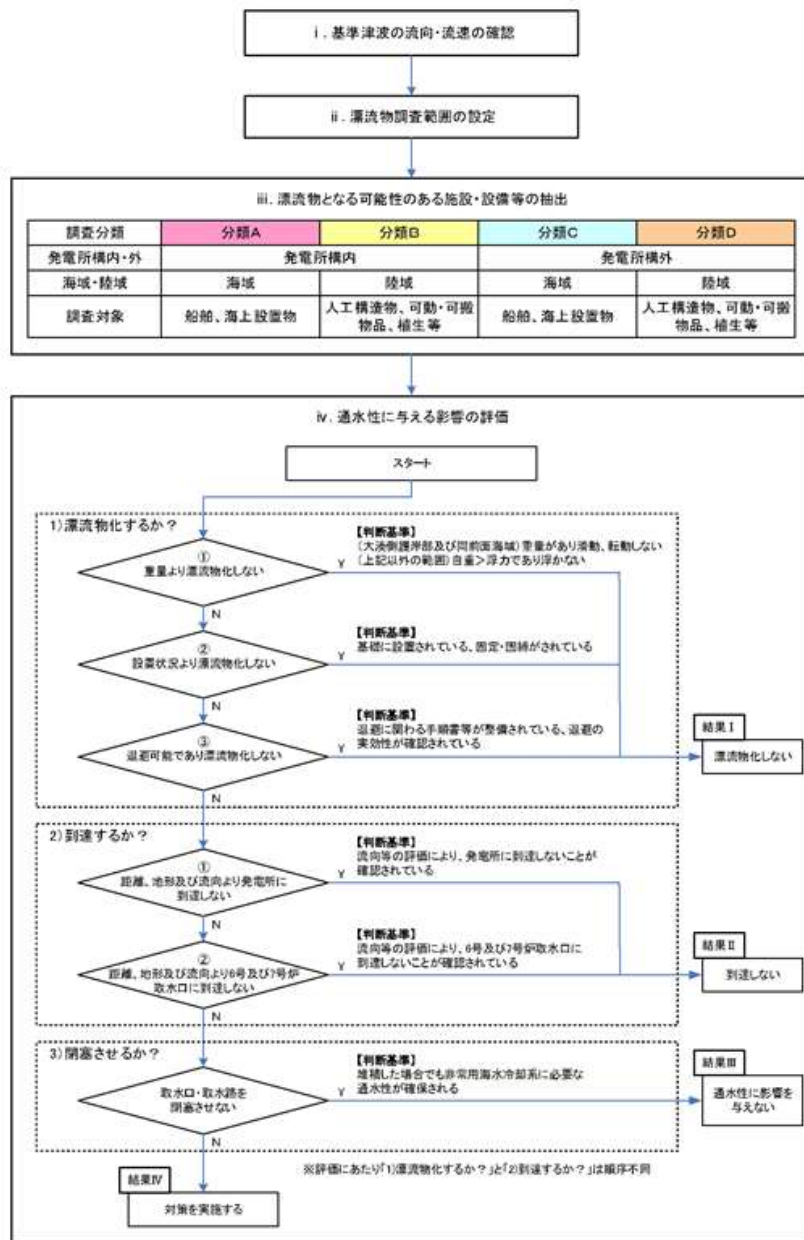 ⅰ．基準津波の流向・流速の確認
ⅱ．漂流物調査範囲の設定
ⅲ．漂流物となる可能性のある施設・設備等の抽出
調査分類 分類A 分類B 分類C 分類D
発電所構内・外 発電所構内 発電所構外
海域・陸域 海域 陸域 海域 陸域
調査対象 船舶、海上設置物 人工構造物、可動・可搬 船舶、海上設置物 人工構造物、可動・可搬
物品、植生等 物品、植生等
ⅳ．通水性に与える影響の評価
スタート
1)漂流物化するか？
①
重量より漂流物化しない
Y
N
【判断基準】
(大湊側護岸部及び同前面海域)重量があり滑動、転動しない
(上記以外の範囲)自重＞浮力であり浮かない
②
設置状況より漂流物化しない
Y
N
【判断基準】
基礎に設置されている、固定・固縛がされている
③
退避可能であり漂流物化しない
Y
N
【判断基準】
退避に関わる手順書等が整備されている、退避の
実効性が確認されている
結果Ⅰ
漂流物化しない
2)到達するか？
①
距離、地形及び流向より発電所に
到達しない
Y
N
【判断基準】
流向等の評価により、発電所に到達しないことが
確認されている
②
距離、地形及び流向より6号及び7号炉
取水口に到達しない
Y
N
【判断基準】
流向等の評価により、6号及び7号炉取水口に
到達しないことが確認されている
結果Ⅱ
到達しない
3)閉塞させるか？
取水口・取水路を
閉塞させない
Y
N
【判断基準】
堆積した場合でも非常用海水冷却系に必要な
通水性が確保される
結果Ⅲ
通水性に影響を
与えない
※評価にあたり「1)漂流物化するか？」と「2)到達するか？」は順序不同
結果Ⅳ
対策を実施する